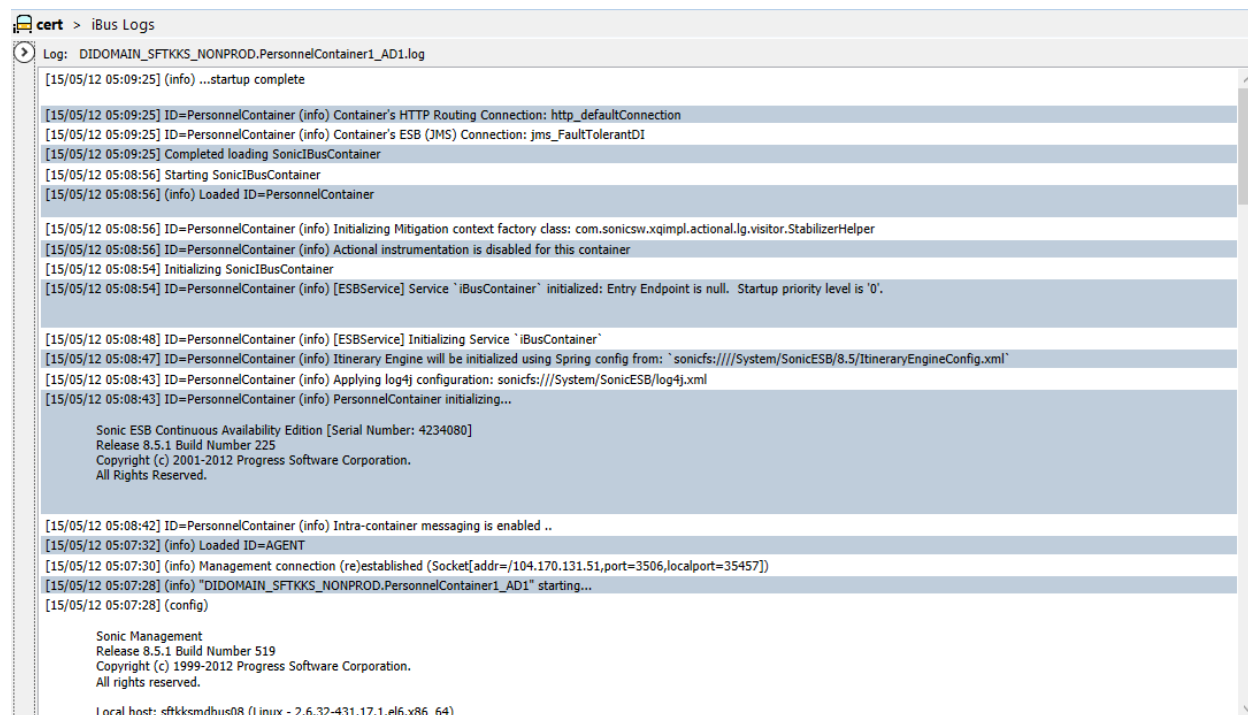 cert > iBus Logs
Log: DIDOMAIN_SFTKKS_NONPROD.PersonnelContainer1_AD1.log
[15/05/12 05:09:25] (info) ...startup complete
[15/05/12 05:09:25] ID=PersonnelContainer (info) Container's HTTP Routing Connection: http_defaultConnection
[15/05/12 05:09:25] ID=PersonnelContainer (info) Container's ESB (JMS) Connection: jms_FaultTolerantDI
[15/05/12 05:09:25] Completed loading SonicIBusContainer
[15/05/12 05:08:56] Starting SonicIBusContainer
[15/05/12 05:08:56] (info) Loaded ID=PersonnelContainer
[15/05/12 05:08:56] ID=PersonnelContainer (info) Initializing Mitigation context factory class: com.sonicsw.xqimpl.actional.lg.visitor.StabilizerHelper
[15/05/12 05:08:56] ID=PersonnelContainer (info) Actional instrumentation is disabled for this container
[15/05/12 05:08:54] Initializing SonicIBusContainer
[15/05/12 05:08:54] ID=PersonnelContainer (info) [ESBService] Service `iBusContainer` initialized: Entry Endpoint is null.  Startup priority level is '0'.
[15/05/12 05:08:48] ID=PersonnelContainer (info) [ESBService] Initializing Service `iBusContainer`
[15/05/12 05:08:47] ID=PersonnelContainer (info) Itinerary Engine will be initialized using Spring config from: `sonicfs:////System/SonicESB/8.5/ItineraryEngineConfig.xml`
[15/05/12 05:08:43] ID=PersonnelContainer (info) Applying log4j configuration: sonicfs:///System/SonicESB/log4j.xml
[15/05/12 05:08:43] ID=PersonnelContainer (info) PersonnelContainer initializing...
Sonic ESB Continuous Availability Edition [Serial Number: 4234080]
Release 8.5.1 Build Number 225
Copyright (c) 2001-2012 Progress Software Corporation.
All Rights Reserved.
[15/05/12 05:08:42] ID=PersonnelContainer (info) Intra-container messaging is enabled ..
[15/05/12 05:07:32] (info) Loaded ID=AGENT
[15/05/12 05:07:30] (info) Management connection (re)established (Socket[addr=/104.170.131.51,port=3506,localport=35457])
[15/05/12 05:07:28] (info) "DIDOMAIN_SFTKKS_NONPROD.PersonnelContainer1_AD1" starting...
[15/05/12 05:07:28] (config)
Sonic Management
Release 8.5.1 Build Number 519
Copyright (c) 1999-2012 Progress Software Corporation.
All rights reserved.
Local host: sftkksmdbus08 (Linux - 2.6.32-431.17.1.el6.x86_64)